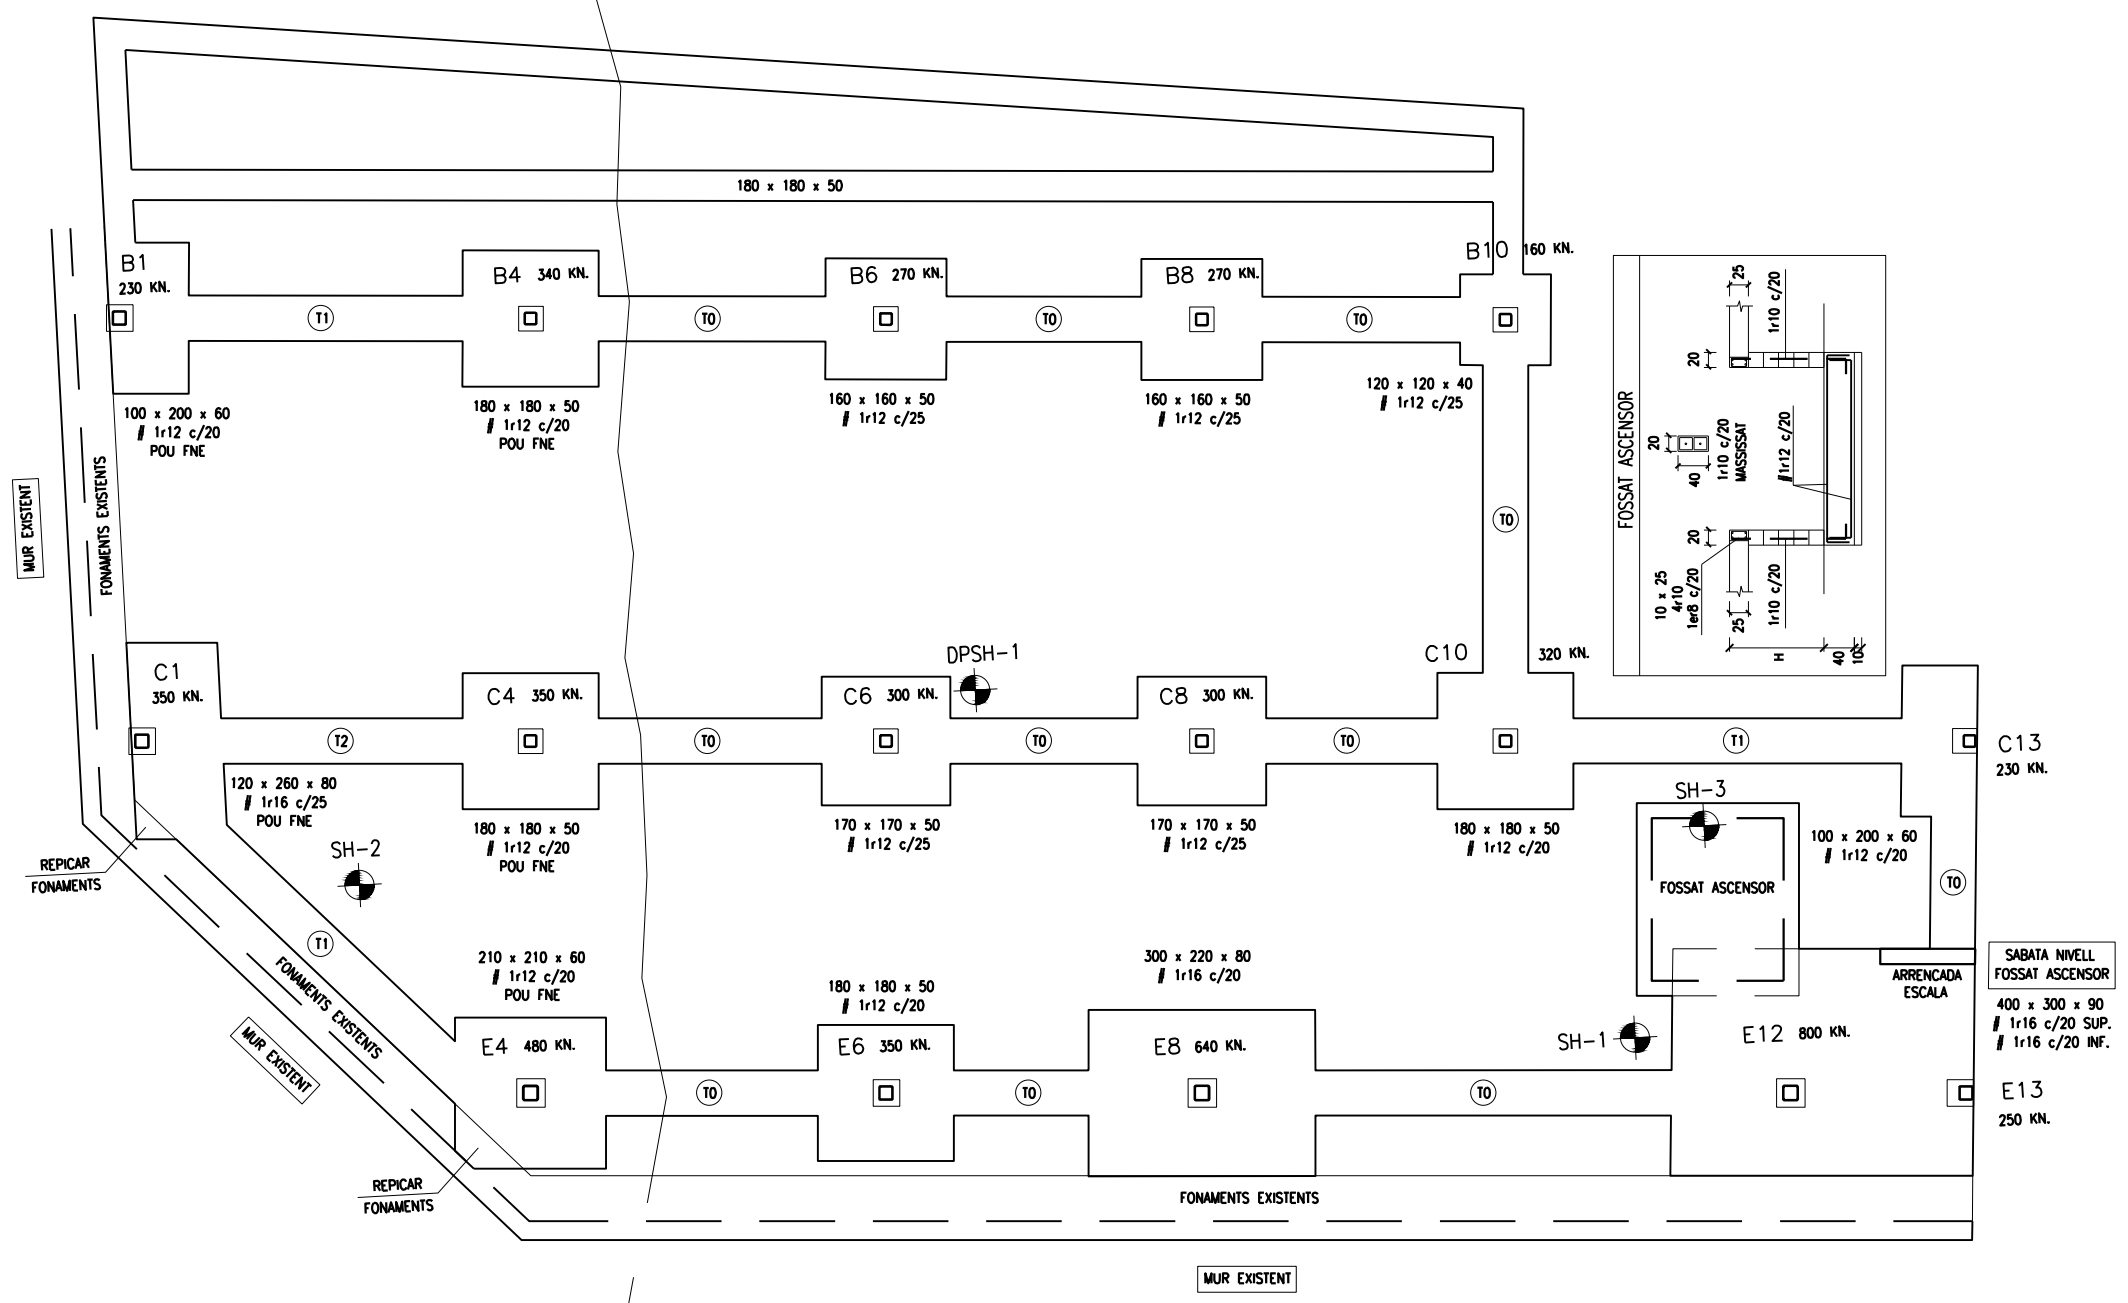 180 x 180 x 50
B1
230 KN.
B4 340 KN.
B6 270 KN.
B8 270 KN.
B10 160 KN.
T1
T0
T0
T0
100 x 200 x 60
# 1r12 c/20
POU FNE
180 x 180 x 50
# 1r12 c/20
POU FNE
160 x 160 x 50
# 1r12 c/25
160 x 160 x 50
# 1r12 c/25
120 x 120 x 40
# 1r12 c/25
MUR EXISTENT
FONAMENTS EXISTENTS
T0
FOSSAT ASCENSOR
25
1r10 c/20
20
20
40
1r10 c/20
MASSISSAT
#1r12 c/20
20
10 x 25
4r10
1er8 c/20
25
1r10 c/20
H
40
10
C1
350 KN.
C4 350 KN.
C6 300 KN.
DPSH-1
C8 300 KN.
C10
320 KN.
T2
T0
T0
T0
T1
C13
230 KN.
120 x 260 x 80
# 1r16 c/25
POU FNE
180 x 180 x 50
# 1r12 c/20
POU FNE
170 x 170 x 50
# 1r12 c/25
170 x 170 x 50
# 1r12 c/25
180 x 180 x 50
# 1r12 c/20
SH-3
100 x 200 x 60
# 1r12 c/20
FOSSAT ASCENSOR
T0
REPICAR
FONAMENTS
SH-2
T1
FONAMENTS EXISTENTS
MUR EXISTENT
210 x 210 x 60
# 1r12 c/20
POU FNE
180 x 180 x 50
# 1r12 c/20
300 x 220 x 80
# 1r16 c/20
ARRENCADA
ESCALA
SABATA NIVELL
FOSSAT ASCENSOR
400 x 300 x 90
# 1r16 c/20 SUP.
# 1r16 c/20 INF.
E4 480 KN.
E6 350 KN.
E8 640 KN.
SH-1
E12 800 KN.
T0
T0
T0
E13
250 KN.
REPICAR
FONAMENTS
FONAMENTS EXISTENTS
MUR EXISTENT